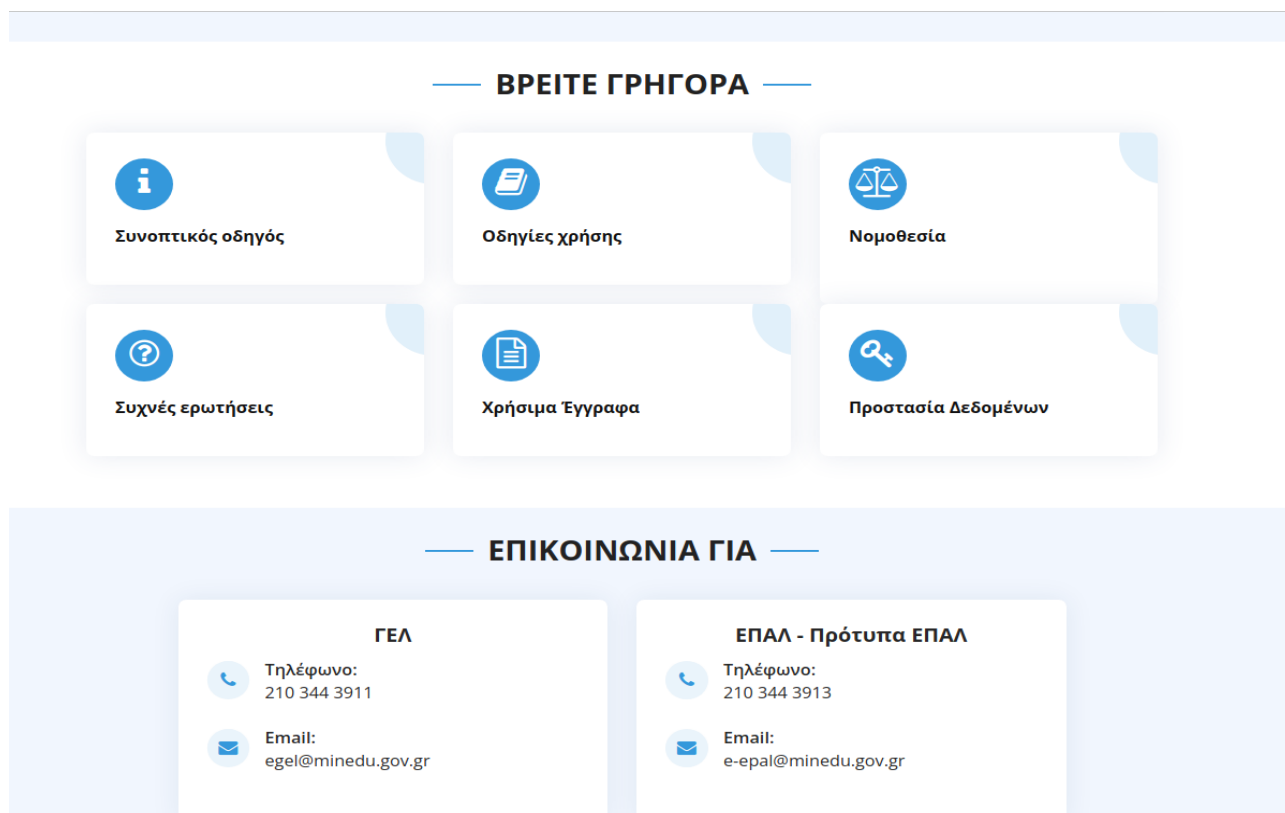 ΒΡΕΙΤΕ ΓΡΗΓΟΡΑ
Συνοπτικός οδηγός
Οδηγίες χρήσης
Νομοθεσία
Συχνές ερωτήσεις
Χρήσιμα Έγγραφα
Προστασία Δεδομένων
ΕΠΙΚΟΙΝΩΝΙΑ ΓΙΑ
ΓΕΛ
Τηλέφωνο:
210 344 3911
Email:
egel@minedu.gov.gr
ΕΠΑΛ - Πρότυπα ΕΠΑΛ
Τηλέφωνο:
210 344 3913
Email:
e-epal@minedu.gov.gr